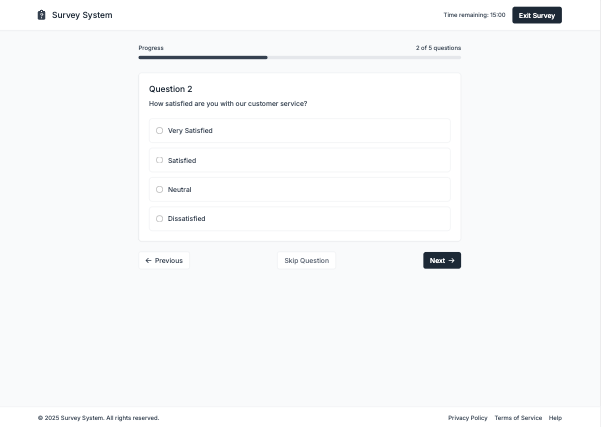 Survey System
Time remaining: 15:00
Exit Survey
Progress
2 of 5 questions
Question 2
How satisfied are you with our customer service?
Very Satisfied
Satisfied
Neutral
Dissatisfied
← Previous
Skip Question
Next →
© 2025 Survey System. All rights reserved.
Privacy Policy
Terms of Service
Help